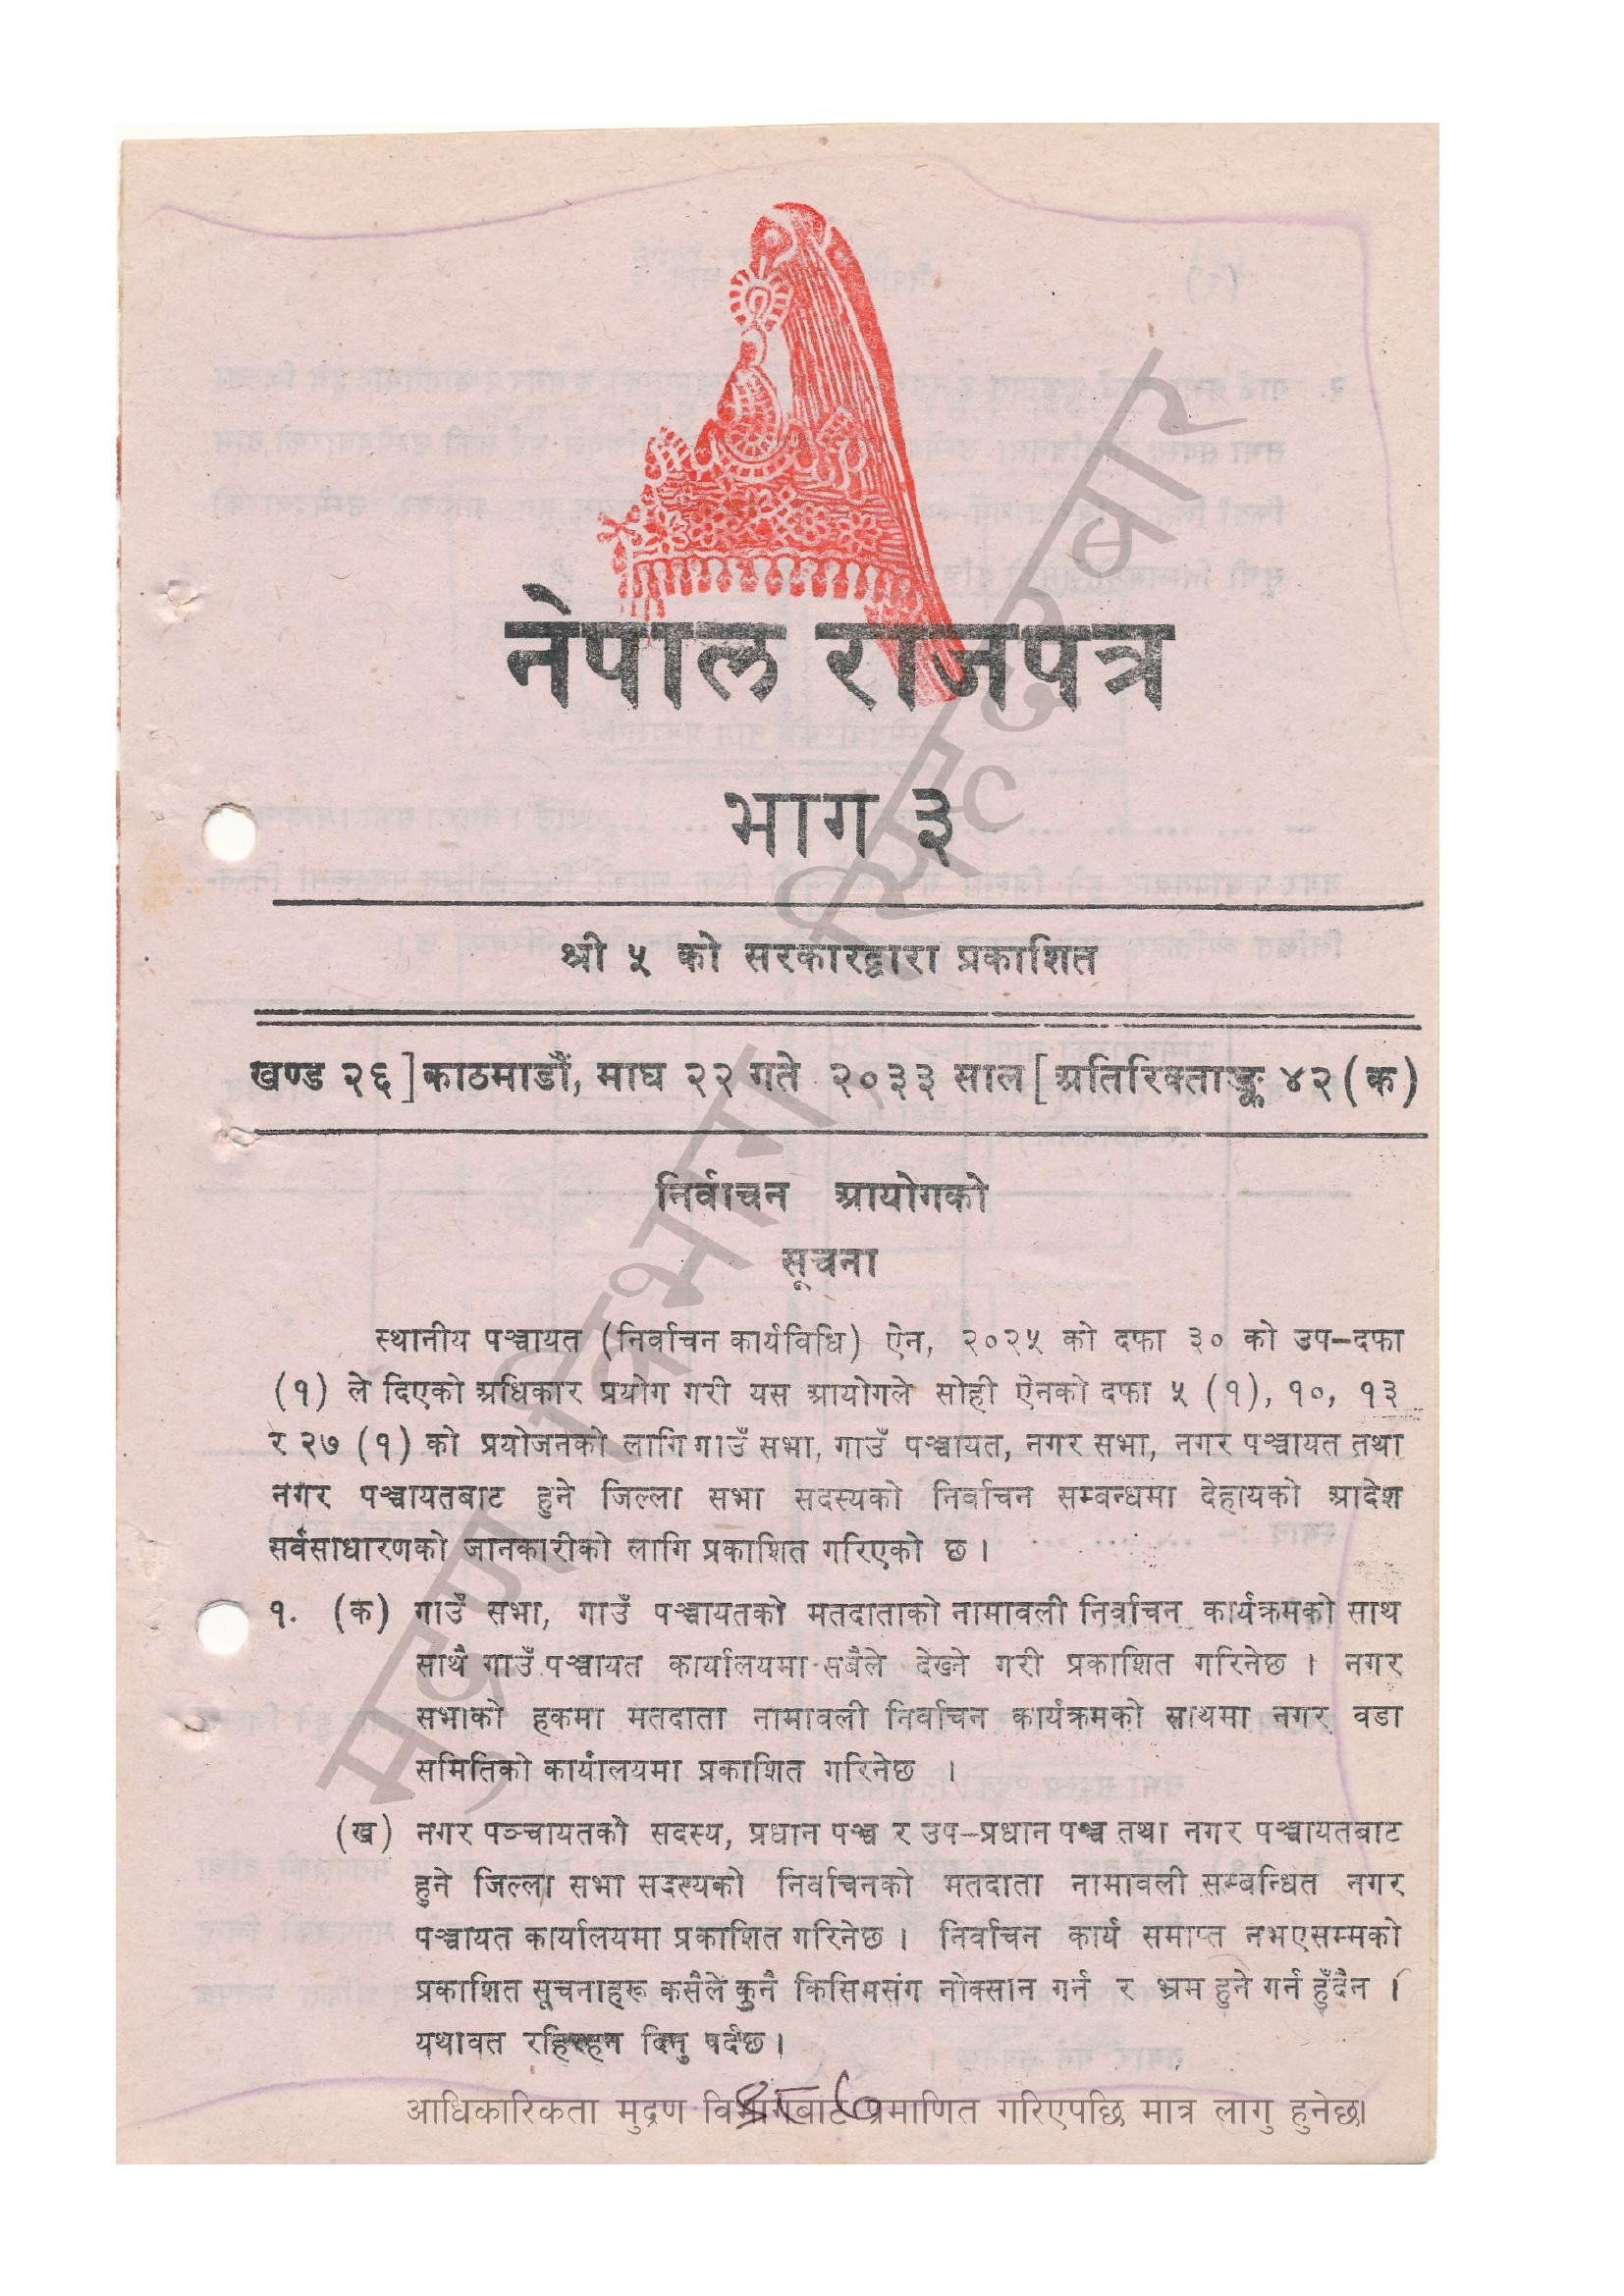 नेपाल राजपत्र
भाग ३
श्री ५ को सरकारद्वारा प्रकाशित
खण्ड २६] काठमाडौं, माघ २२ गते २०३३ साल [ अतिरिक्ताङ्क ४२ (क)
निर्वाचन आयोगको
सूचना
स्थानीय पञ्चायत (निर्वाचन कार्यविधि) ऐन, २०२५ को दफा ३० को उप-दफा
(१) ले दिएको अधिकार प्रयोग गरी यस आयोगले सोही ऐनको दफा ५ (१), १०, १३
र २७ (१) को प्रयोजनको लागि गाउँ सभा, गाउँ पञ्चायत, नगर सभा, नगर पञ्चायत तथा
नगर पञ्चायतबाट हुने जिल्ला सभा सदस्यको निर्वाचन सम्बन्धमा देहायको आदेश
सर्वसाधारणको जानकारीको लागि प्रकाशित गरिएको छ ।
१. (क) गाउँ सभा, गाउँ पञ्चायतको मतदाताको नामावली निर्वाचन कार्यक्रमको साथ
साथै गाउँ पञ्चायत कार्यालयमा सबैले देख्ने गरी प्रकाशित गरिनेछ । नगर
सभाको हकमा मतदाता नामावली निर्वाचन कार्यक्रमको साथमा नगर वडा
समितिको कार्यालयमा प्रकाशित गरिनेछ ।
(ख) नगर पञ्चायतको सदस्य, प्रधान पञ्च र उप-प्रधान पञ्च तथा नगर पञ्चायतबाट
हुने जिल्ला सभा सदस्यको निर्वाचनको मतदाता नामावली सम्बन्धित नगर
पञ्चायत कार्यालयमा प्रकाशित गरिनेछ । निर्वाचन कार्य समाप्त नभएसम्मको
प्रकाशित सूचनाहरू कसैले कुनै किसिमसंग नोक्सान गर्न र भ्रम हुने गर्न हुँदैन ।
यथावत रहिरहन दिनु पर्दछ ।
आधिकारिकता मुद्रण विभागबाट प्रमाणित गरिएपछि मात्र लागु हुनेछ।
मुद्रण विभाग, सिंहदरबार